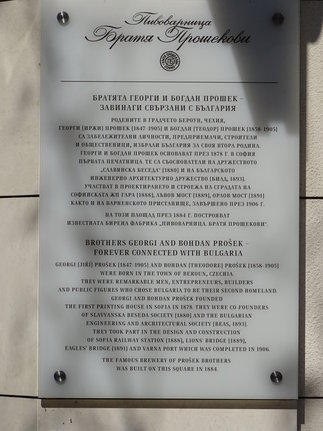 Пивоварница
Братя Прошекови
БРАТЯТА ГЕОРГИ И БОГДАН ПРОШЕК –
ЗАВИНАГИ СВЪРЗАНИ С БЪЛГАРИЯ
РОДЕНИТЕ В ГРАДЧЕТО БЕРОУН, ЧЕХИЯ,
ГЕОРГИ [ИРЖИ] ПРОШЕК [1847-1905] И БОГДАН [ТЕОДОР] ПРОШЕК [1858-1905]
СА ЗАБЕЛЕЖИТЕЛНИ ЛИЧНОСТИ, ПРЕДПРИЕМАЧИ, СТРОИТЕЛИ
И ОБЩЕСТВЕНИЦИ, ИЗБРАЛИ БЪЛГАРИЯ ЗА СВОЯ ВТОРА РОДИНА.
ГЕОРГИ И БОГДАН ПРОШЕК ОСНОВАВАТ ПРЕЗ 1878 Г. В СОФИЯ
ПЪРВАТА ПЕЧАТНИЦА. ТЕ СА СЪОСНОВАТЕЛИ НА ДРУЖЕСТВОТО
„СЛАВЯНСКА БЕСЕДА“ [1880] И НА БЪЛГАРСКОТО
ИНЖЕНЕРНО АРХИТЕКТУРНО ДРУЖЕСТВО [БИАД, 1893].
УЧАСТВАТ В ПРОЕКТИРАНЕТО И СТРОЕЖА НА СГРАДАТА НА
СОФИЙСКАТА ЖП ГАРА [1888], ЛЪВОВ МОСТ [1889], ОРЛОВ МОСТ [1891]
КАКТО И НА ВАРНЕНСКОТО ПРИСТАНИЩЕ, ЗАВЪРШЕНО ПРЕЗ 1906 Г.
НА ТОЗИ ПЛОЩАД ПРЕЗ 1884 Г. ПОСТРОЯВАТ
ИЗВЕСТНАТА БИРЕНА ФАБРИКА „ПИВОВАРНИЦА БРАТЯ ПРОШЕКОВИ“.
BROTHERS GEORGI AND BOHDAN PROŠEK –
FOREVER CONNECTED WITH BULGARIA
GEORGI [JIŘÍ] PROŠEK [1847-1905] AND BOHDAN [THEODORE] PROŠEK [1858-1905]
WERE BORN IN THE TOWN OF BEROUN, CZECHIA.
THEY WERE REMARKABLE MEN, ENTREPRENEURS, BUILDERS
AND PUBLIC FIGURES WHO CHOSE BULGARIA TO BE THEIR SECOND HOMELAND.
GEORGI AND BOHDAN PROŠEK FOUNDED
THE FIRST PRINTING HOUSE IN SOFIA IN 1878. THEY WERE CO-FOUNDERS
OF SLAVYANSKA BESEDA SOCIETY [1880] AND THE BULGARIAN
ENGINEERING AND ARCHITECTURAL SOCIETY [BEAS, 1893].
THEY TOOK PART IN THE DESIGN AND CONSTRUCTION
OF SOFIA RAILWAY STATION [1888], LIONS' BRIDGE [1889],
EAGLES' BRIDGE [1891] AND VARNA PORT WHICH WAS COMPLETED IN 1906.
THE FAMOUS BREWERY OF PROŠEK BROTHERS
WAS BUILT ON THIS SQUARE IN 1884.